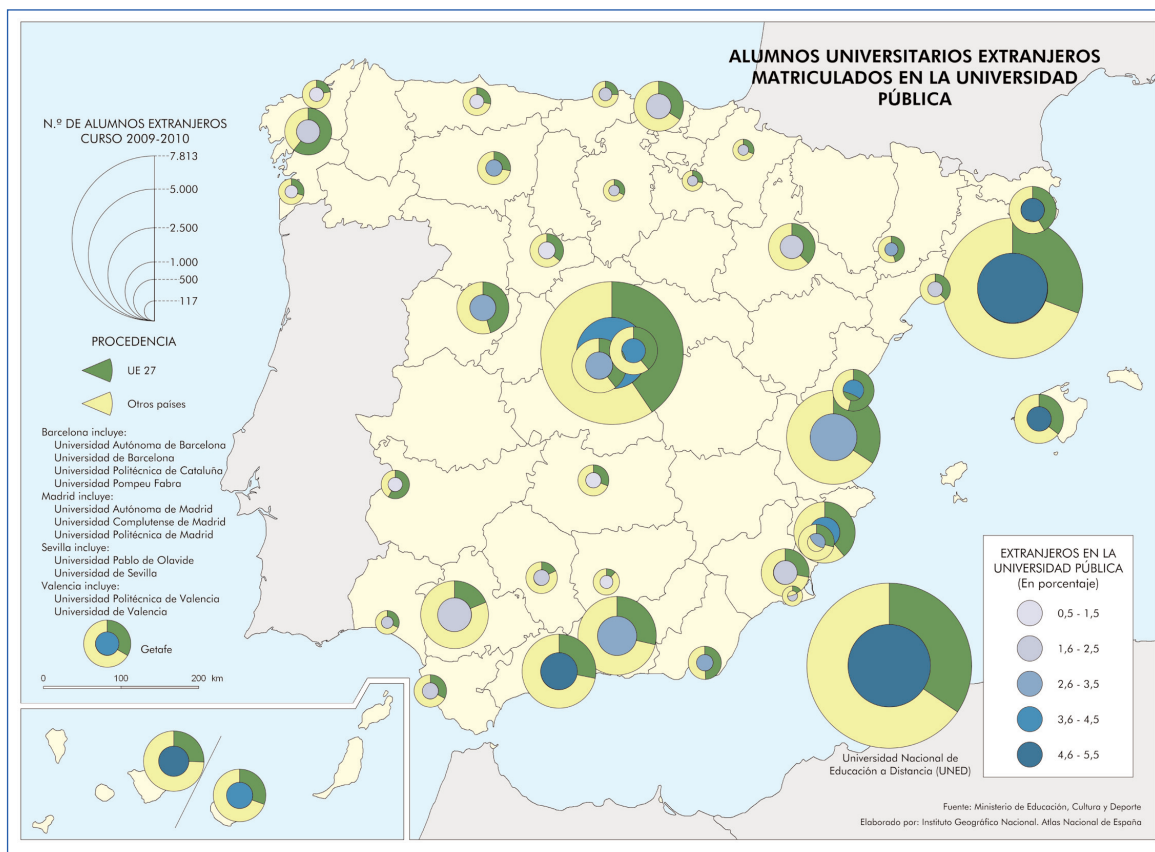 ALUMNOS UNIVERSITARIOS EXTRANJEROS
MATRICULADOS EN LA UNIVERSIDAD
PÚBLICA
N.º DE ALUMNOS EXTRANJEROS
CURSO 2009-2010
7.813
5.000
2.500
1.000
500
117
PROCEDENCIA
UE 27
Otros países
Barcelona incluye:
Universidad Autónoma de Barcelona
Universidad de Barcelona
Universidad Politécnica de Cataluña
Universidad Pompeu Fabra
Madrid incluye:
Universidad Autónoma de Madrid
Universidad Complutense de Madrid
Universidad Politécnica de Madrid
Sevilla incluye:
Universidad Pablo de Olavide
Universidad de Sevilla
Valencia incluye:
Universidad Politécnica de Valencia
Universidad de Valencia
Getafe
0 100 200 km
EXTRANJEROS EN LA
UNIVERSIDAD PÚBLICA
(En porcentaje)
0,5 - 1,5
1,6 - 2,5
2,6 - 3,5
3,6 - 4,5
4,6 - 5,5
Universidad Nacional de
Educación a Distancia (UNED)
Fuente: Ministerio de Educación, Cultura y Deporte
Elaborado por: Instituto Geográfico Nacional. Atlas Nacional de España